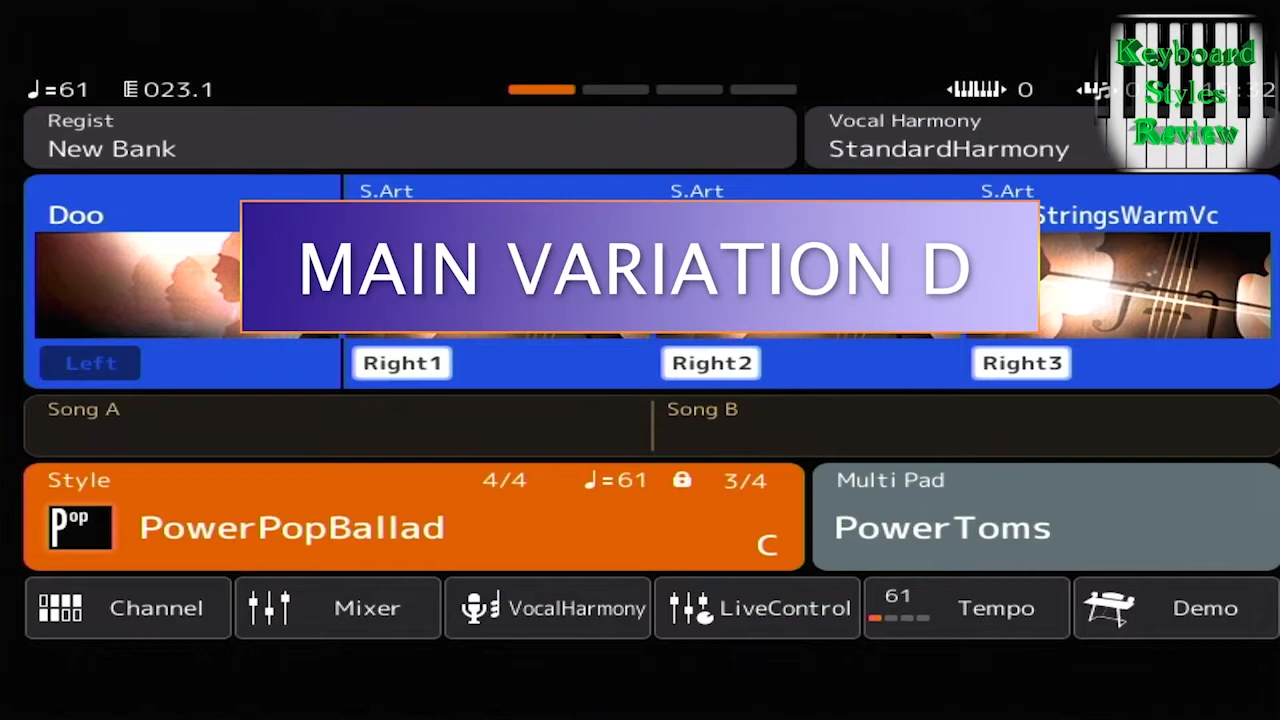 =61
023.1
0
Keyboard
Styles
Review
Regist
New Bank
Vocal Harmony
StandardHarmony
Doo
S.Art
S.Art
S.Art
StringsWarmVc
MAIN VARIATION D
Left
Right1
Right2
Right3
Song A
Song B
Style
4/4
=61
3/4
Pop
PowerPopBallad
C
Multi Pad
PowerToms
Channel
Mixer
VocalHarmony
LiveControl
61
Tempo
Demo